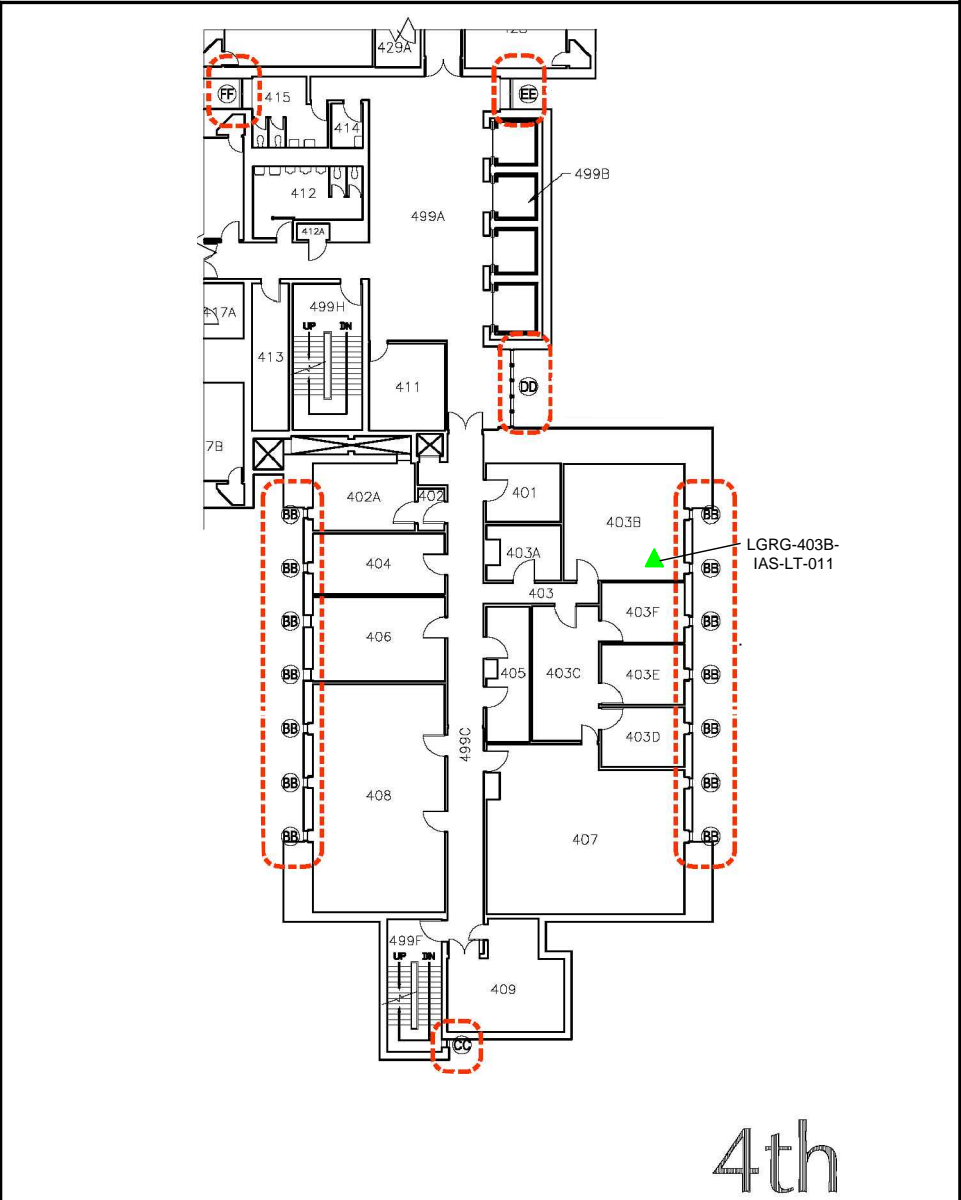 429A
FF
415
EE
414
499B
412
499A
412A
417A
499H
UP DN
413
411
DD
7B
402A
402
401
403B
BB
BB
LGRG-403B-
IAS-LT-011
403A
404
BB
BB
403
403F
406
BB
BB
405
403C
403E
BB
BB
499C
403D
BB
BB
408
BB
BB
407
BB
BB
499F
UP DN
409
CC
4th